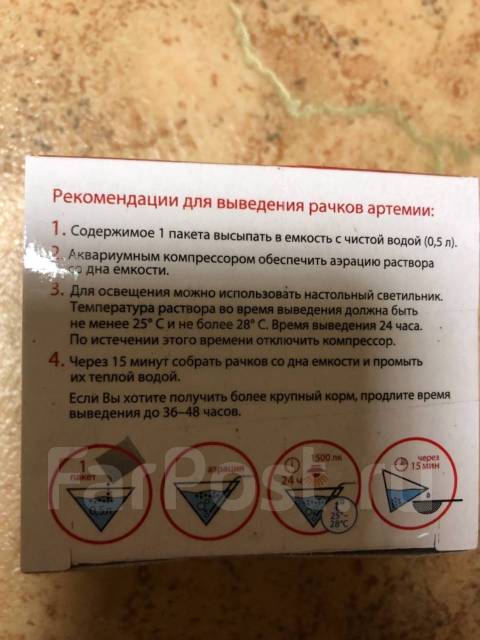 Рекомендации для выведения рачков артемии:
1. Содержимое 1 пакета высыпать в емкость с чистой водой (0,5 л).
2. Аквариумным компрессором обеспечить аэрацию раствора
со дна емкости.
3. Для освещения можно использовать настольный светильник.
Температура раствора во время выведения должна быть
не менее 25° С и не более 28° С. Время выведения 24 часа.
По истечении этого времени отключить компрессор.
4. Через 15 минут собрать рачков со дна емкости и промыть
их теплой водой.
Если Вы хотите получить более крупный корм, продлите время
выведения до 36–48 часов.
1
пакет
0,5л
аэрация
1500 лк
24 ч
t°
25°–
28°С
через
15 мин
FarPost.ru